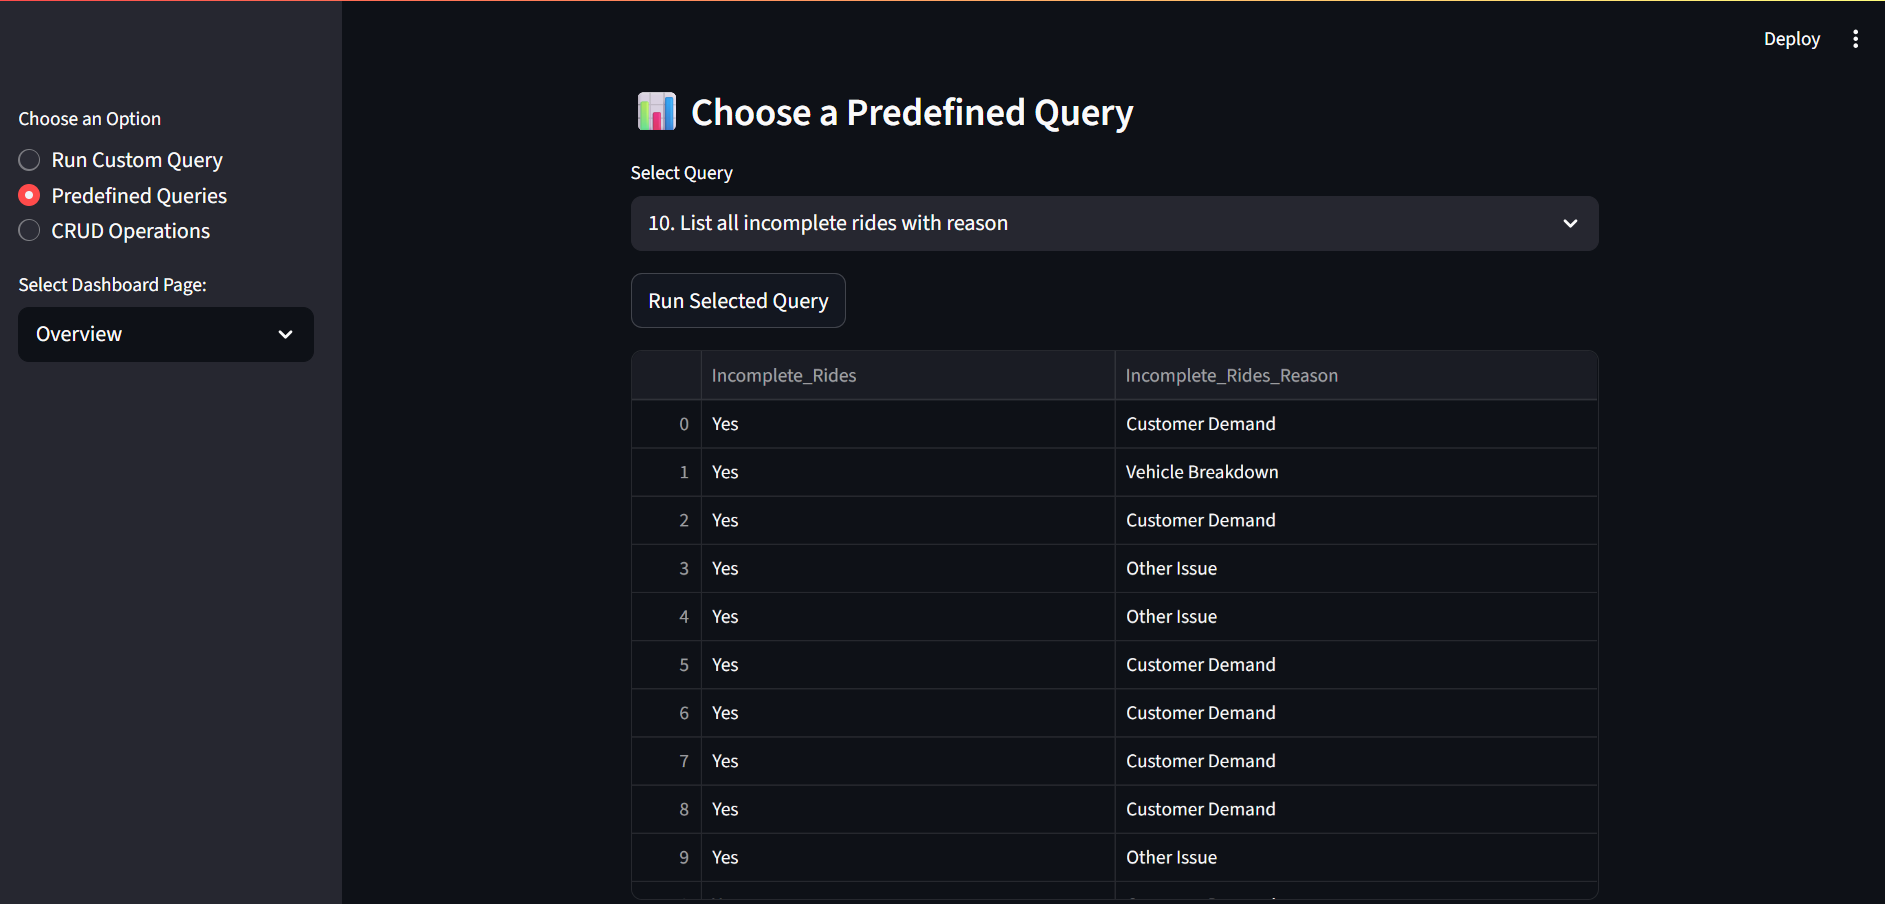 Deploy
Choose an Option
Run Custom Query
Predefined Queries
CRUD Operations
Select Dashboard Page:
Overview
Choose a Predefined Query
Select Query
10. List all incomplete rides with reason
Run Selected Query
Incomplete_Rides Incomplete_Rides_Reason
0 Yes Customer Demand
1 Yes Vehicle Breakdown
2 Yes Customer Demand
3 Yes Other Issue
4 Yes Other Issue
5 Yes Customer Demand
6 Yes Customer Demand
7 Yes Customer Demand
8 Yes Customer Demand
9 Yes Other Issue